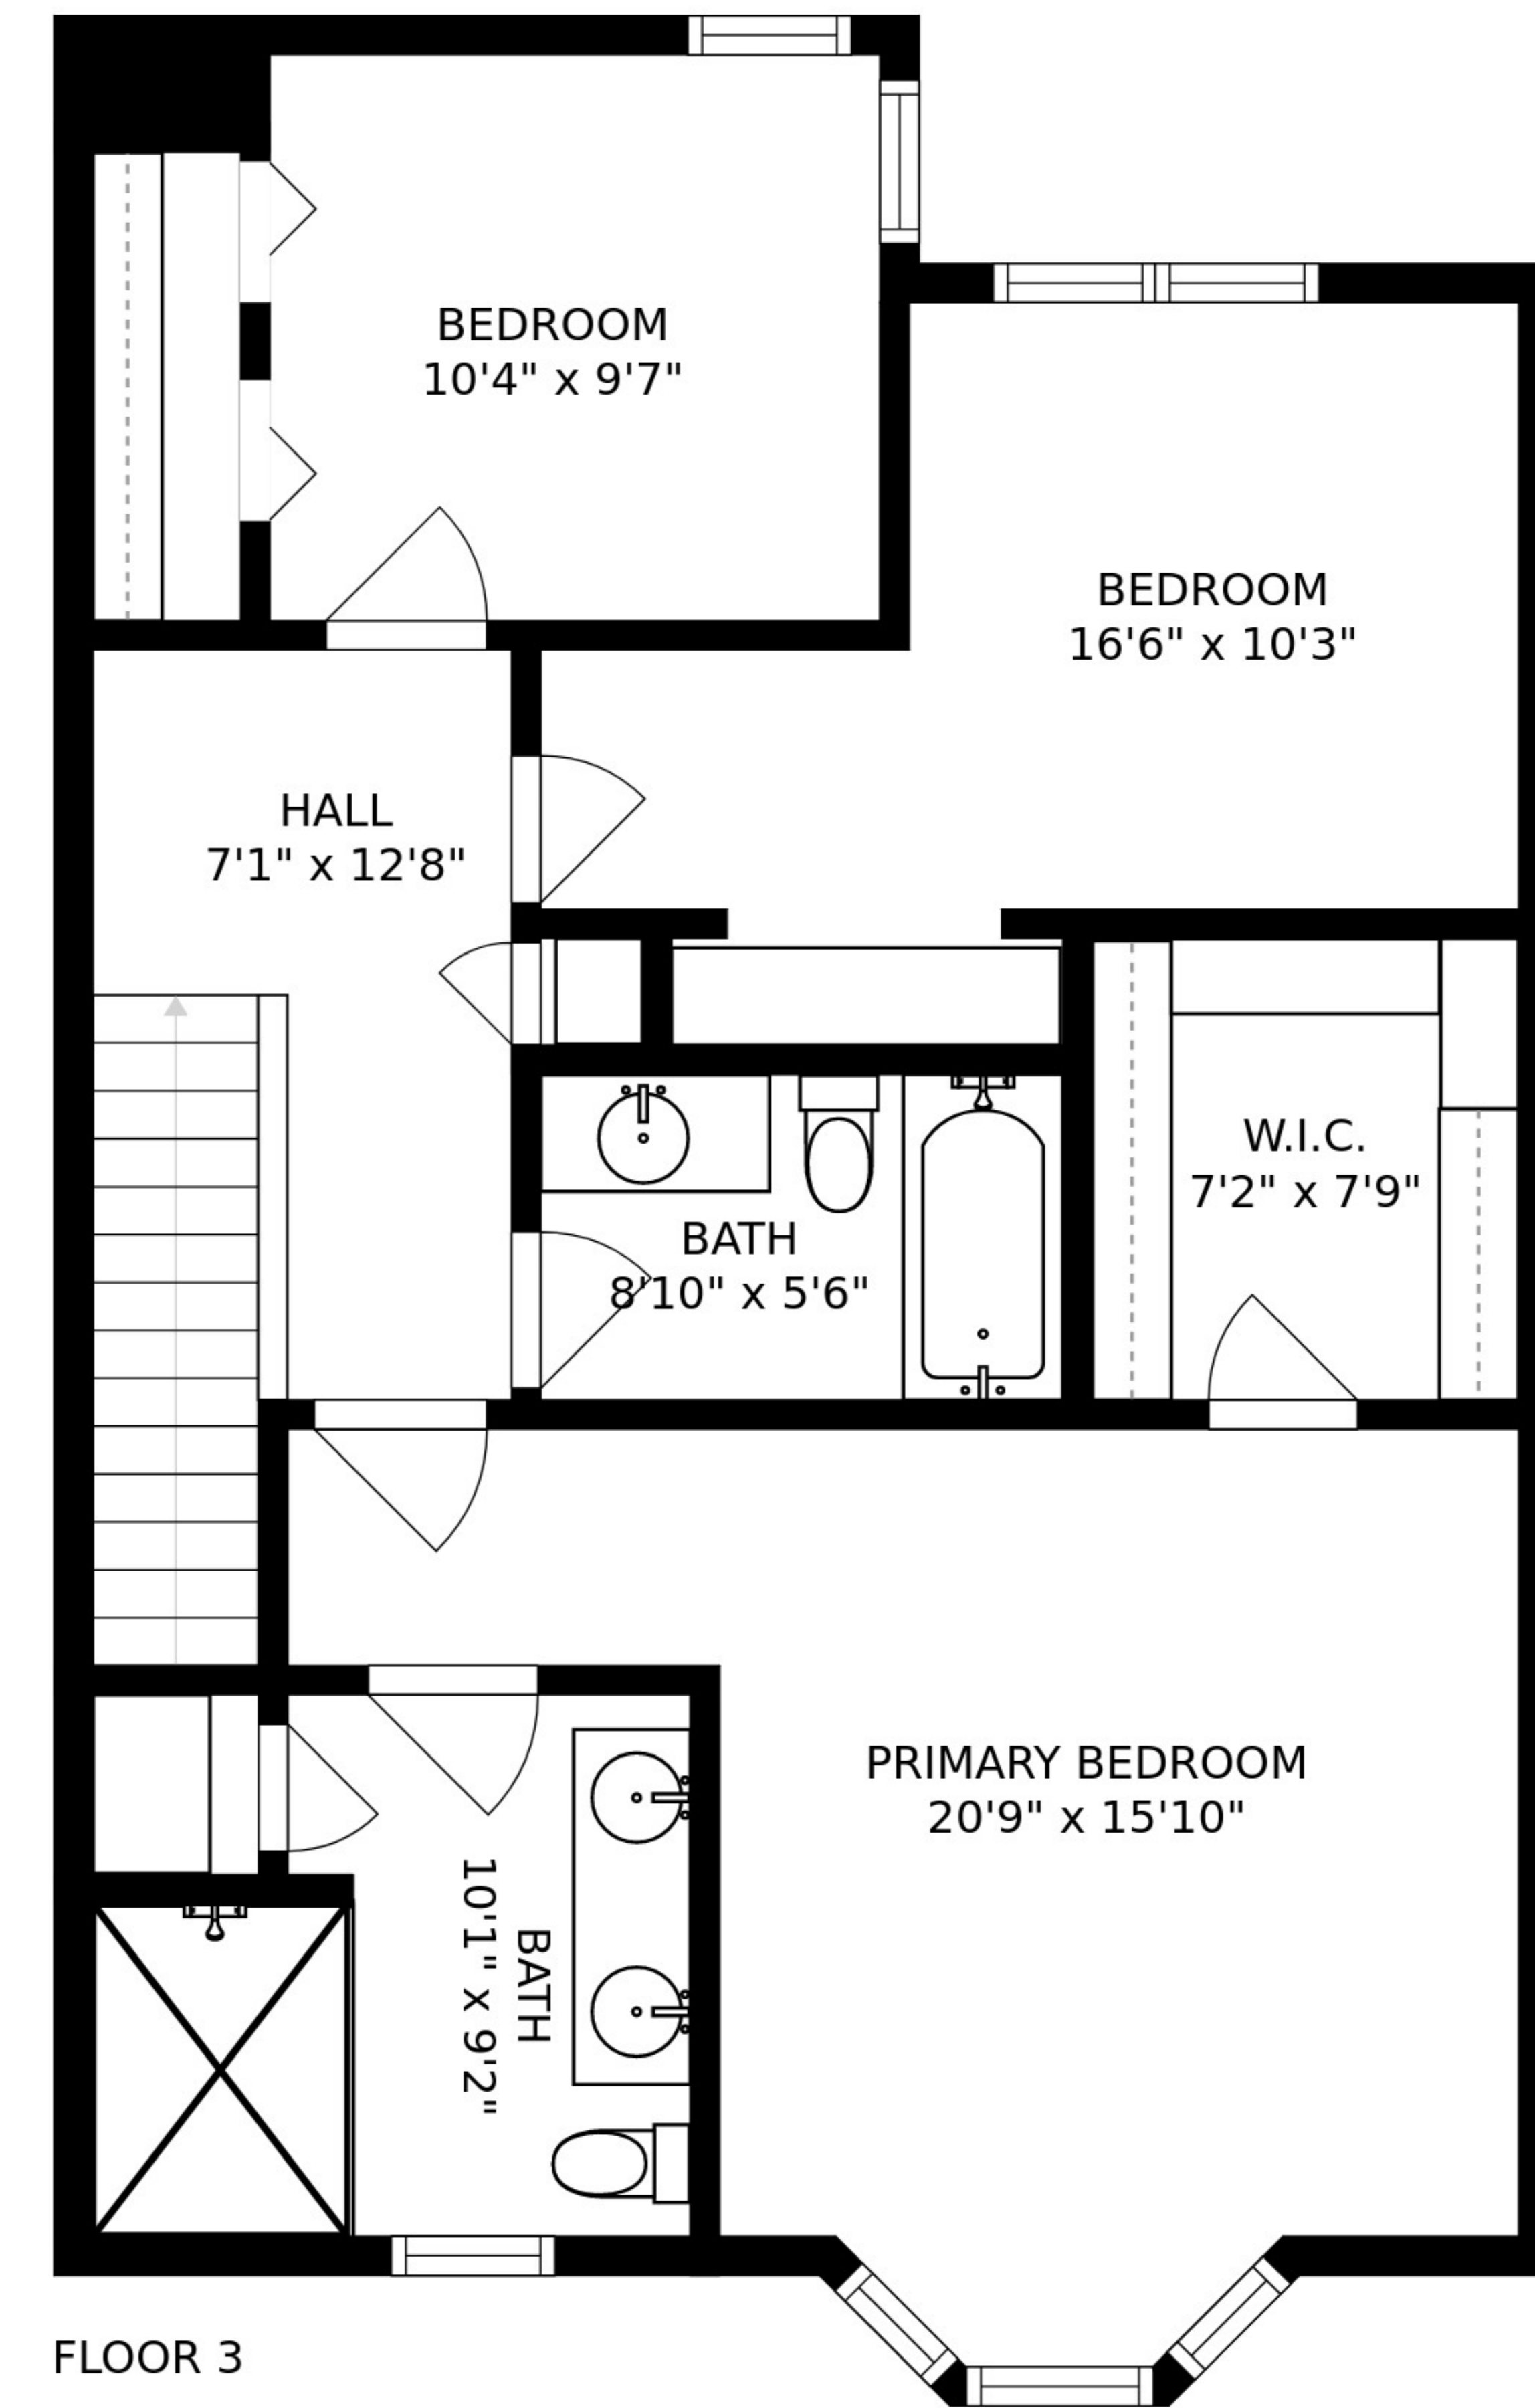 BEDROOM
10'4" x 9'7"
BEDROOM
16'6" x 10'3"
HALL
7'1" x 12'8"
W.I.C.
7'2" x 7'9"
BATH
8'10" x 5'6"
PRIMARY BEDROOM
20'9" x 15'10"
BATH
10'1" x 9'2"
FLOOR 3